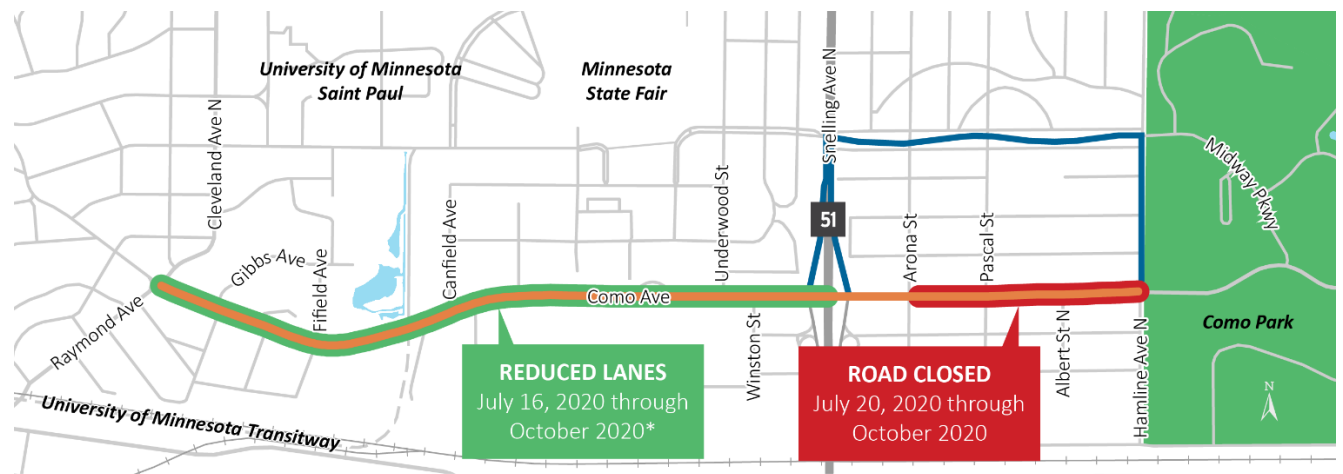 University of Minnesota
Saint Paul
Minnesota
State Fair
Cleveland Ave N
Snelling Ave N
Midway Pkwy
Underwood St
51
Arona St
Pascal St
Gibbs Ave
Fifield Ave
Canfield Ave
Raymond Ave
Como Ave
Winston St
Albert St N
Hamline Ave N
Como Park
REDUCED LANES
July 16, 2020 through
October 2020*
ROAD CLOSED
July 20, 2020 through
October 2020
N
University of Minnesota Transitway